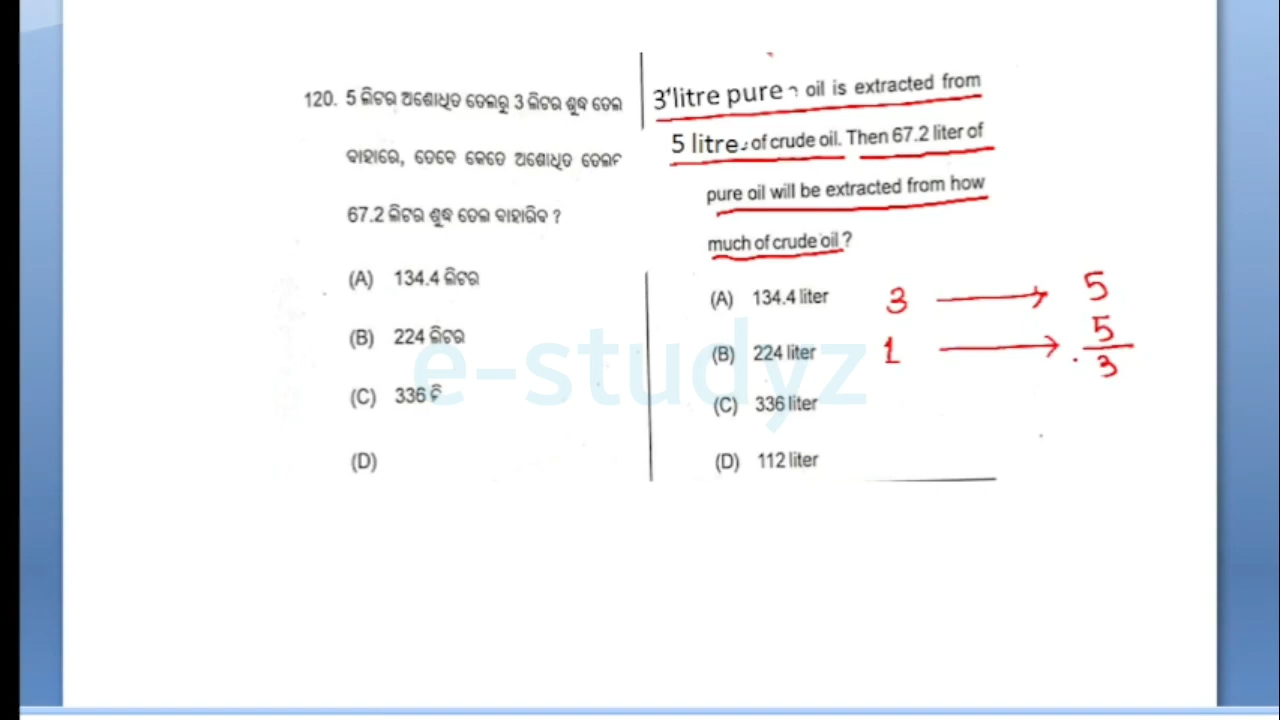 120. 5 ଲିଟର ଅଶୋଧିତ ତେଲରୁ 3 ଲିଟର ଶୁଦ୍ଧ ତେଲ
ବାହାରେ, ତେବେ କେତେ ଅଶୋଧିତ
67.2 ଲିଟର ଶୁଦ୍ଧ ତେଲ ବାହାରିବ ?
(A) 134.4 ଲିଟର
(B) 224 ଲିଟର
(C) 336
(D)
3 litre pure oil is extracted from
5 litre of crude oil. Then 67.2 liter of
pure oil will be extracted from how
much of crude oil ?
(A) 134.4 liter
(B) 224 liter
(C) 336 liter
(D) 112 liter
3 → 5
1 → 5/3
e-studyz